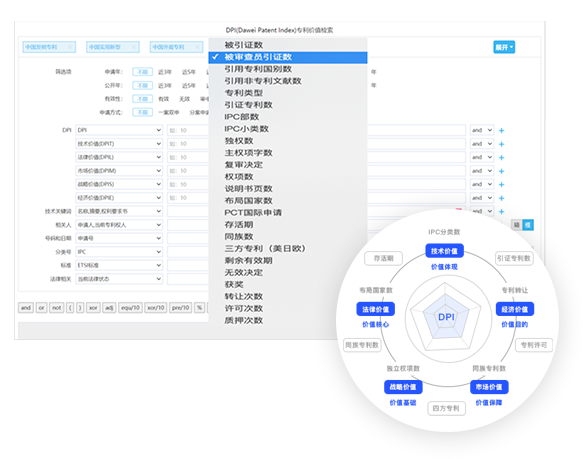 DPI(Dawei Patent Index)专利价值检索
中国发明专利 中国实用新型 中国外观专利
展开
筛选项 申请年: 不限 近3年 近5年 年
公开年: 不限 近3年 近5年 年
有效性: 不限 有效 无效
申请方式: 不限 一案双申 分案申
DPI DPI 如: 10 and +
技术价值(DPIT) 如: 10 and +
法律价值(DPIL) 如: 10 and +
市场价值(DPIM) 如: 10 and +
战略价值(DPIS) 如: 10 and +
经济价值(DPIE) 如: 10 and +
技术关键词 名称,摘要,权利要求书 and +
相关人 申请人,当前专利权人
号码和日期 申请号
分类号 IPC
标准 ETSI标准
法律相关 当前法律状态
and or not ( ) xor adj equ/10 xor/10 pre/10 %
被引证数
✓ 被审查员引证数
引用专利国别数
引用非专利文献数
专利类型
引证专利数
IPC部数
IPC小类数
独权数
主权项字数
复审决定
权项数
说明书页数
布局国家数
PCT国际申请
存活期
同族数
三方专利（美日欧）
剩余有效期
无效决定
获奖
转让次数
许可次数
质押次数
IPC分类数
技术价值
价值体现
存活期
引证专利数
布局国家数
专利转让
法律价值
价值核心
DPI
经济价值
价值目的
同族专利数
专利许可
独立权项数
同族专利数
战略价值
价值基础
市场价值
价值保障
四方专利